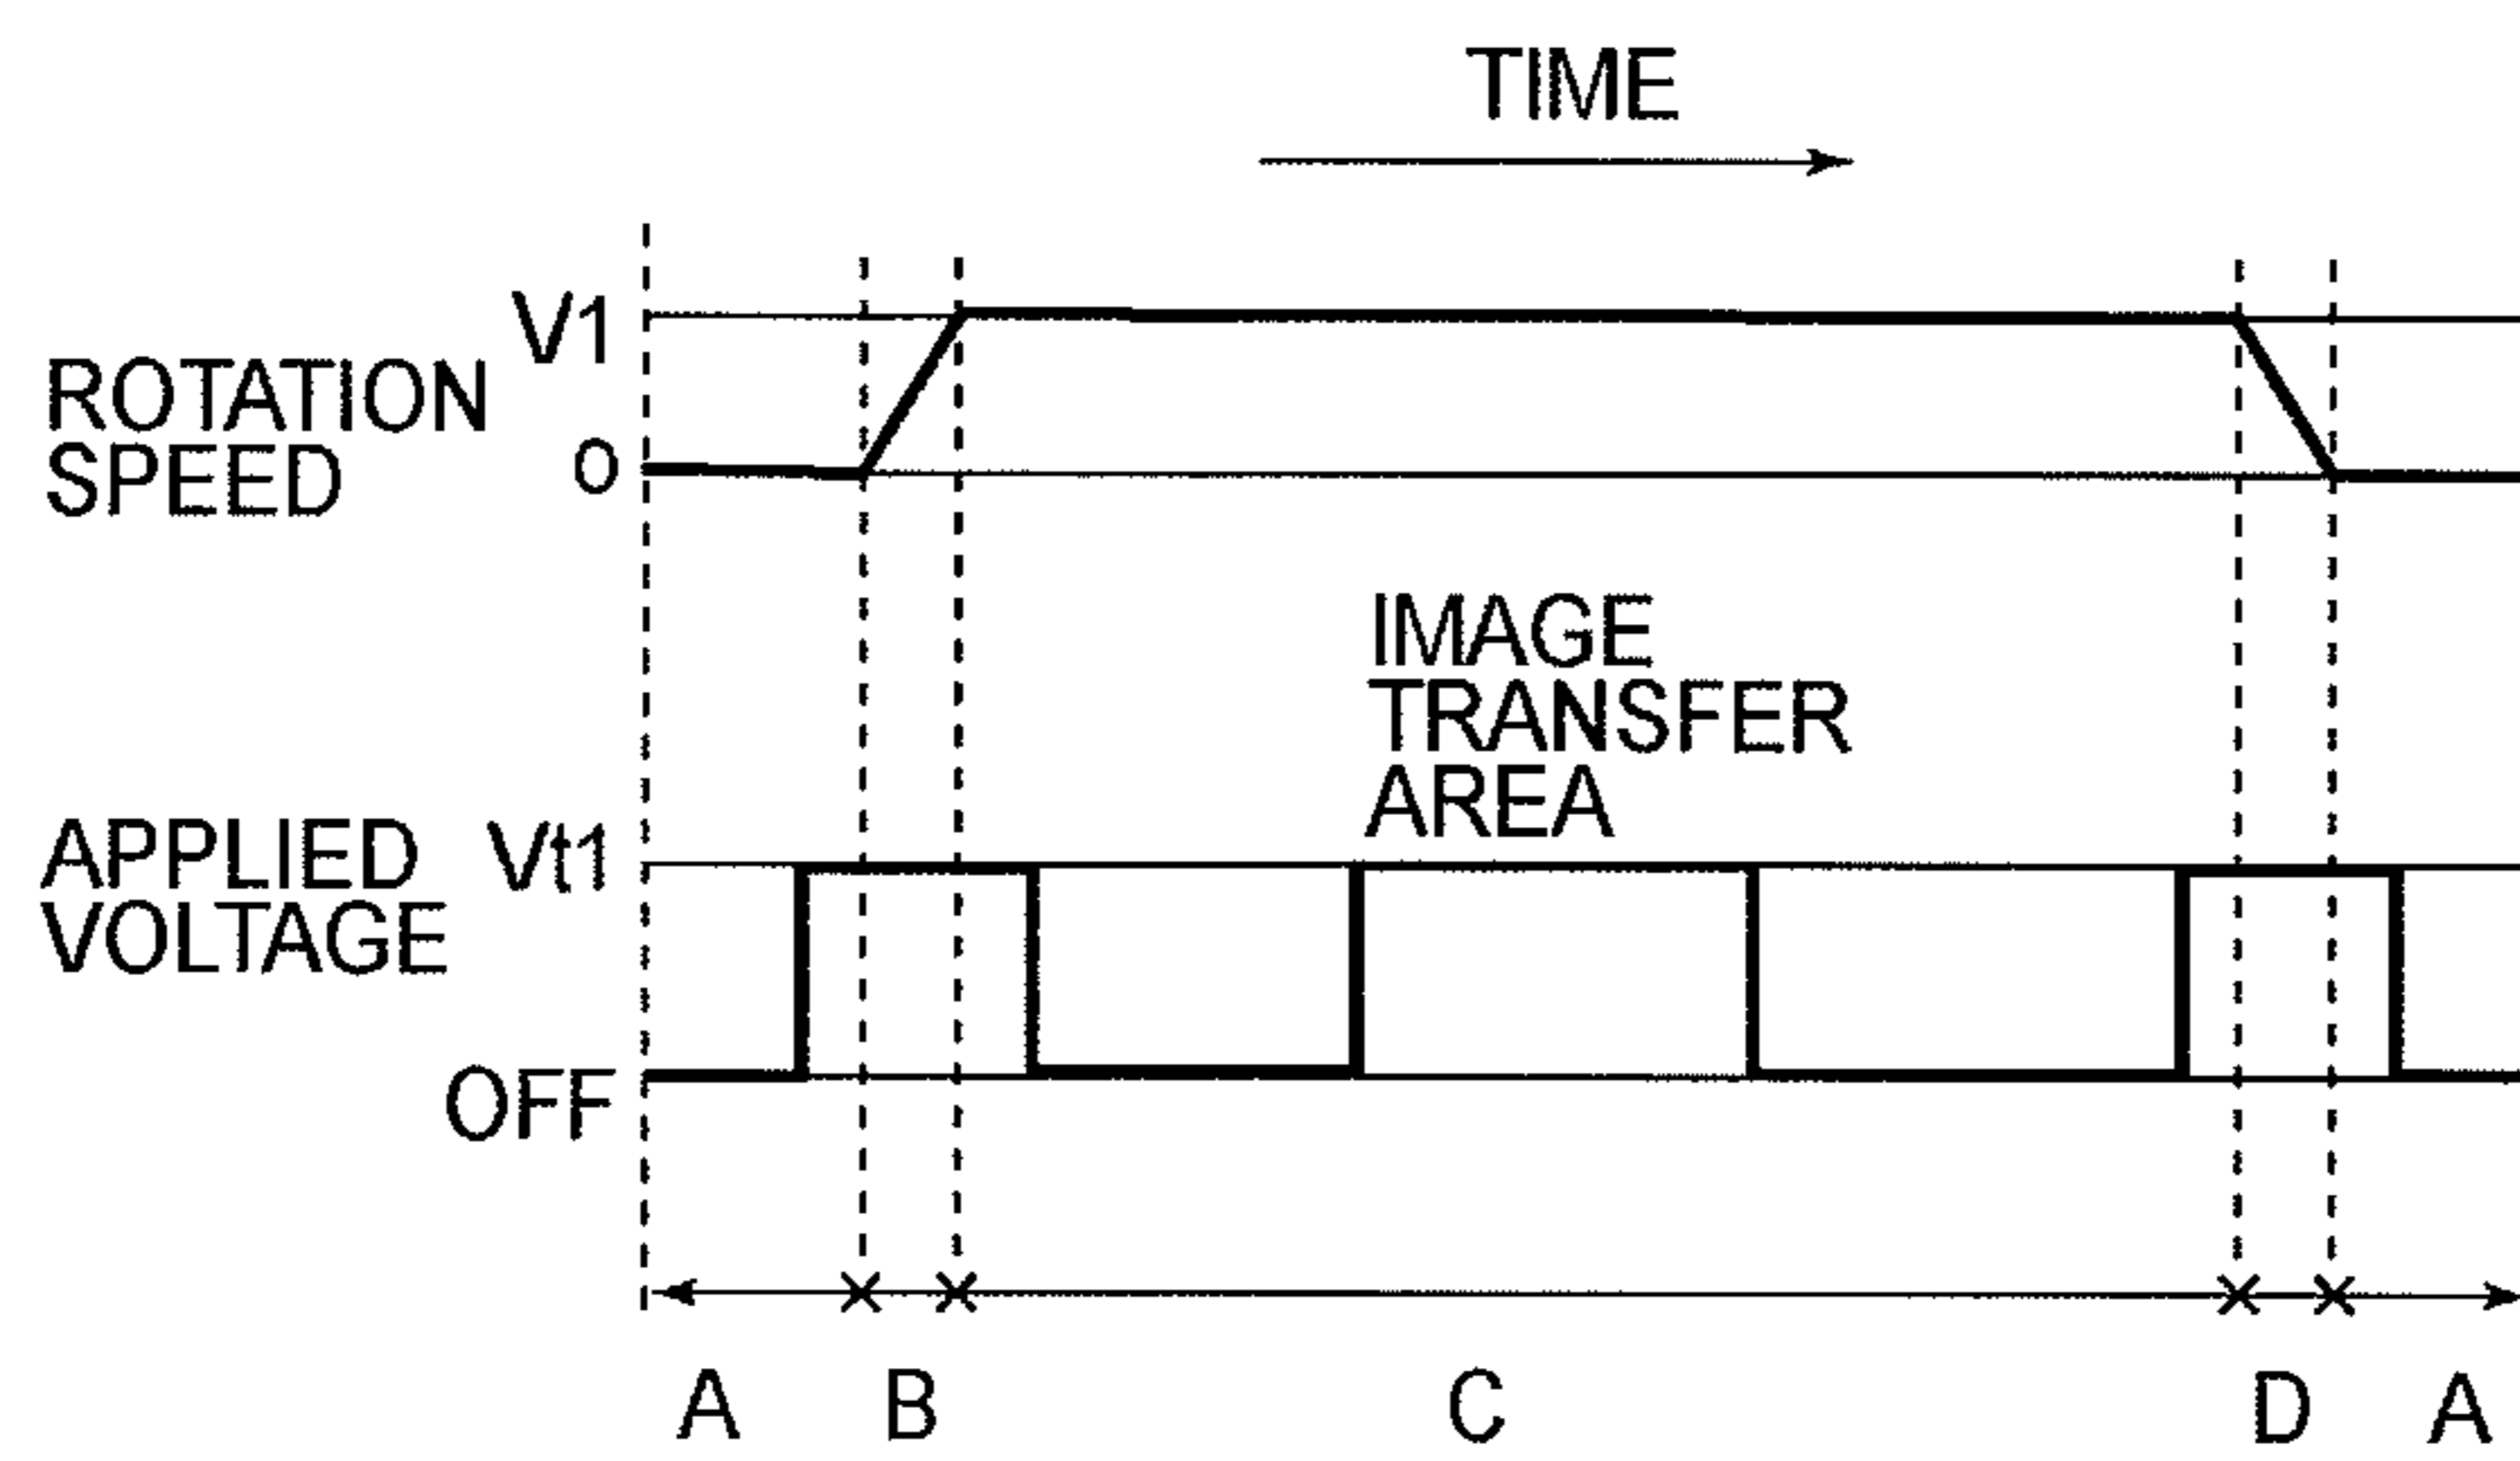 TIME
V1
ROTATION
SPEED
0
IMAGE
TRANSFER
AREA
APPLIED
VOLTAGE
Vt1
OFF
A B C D A